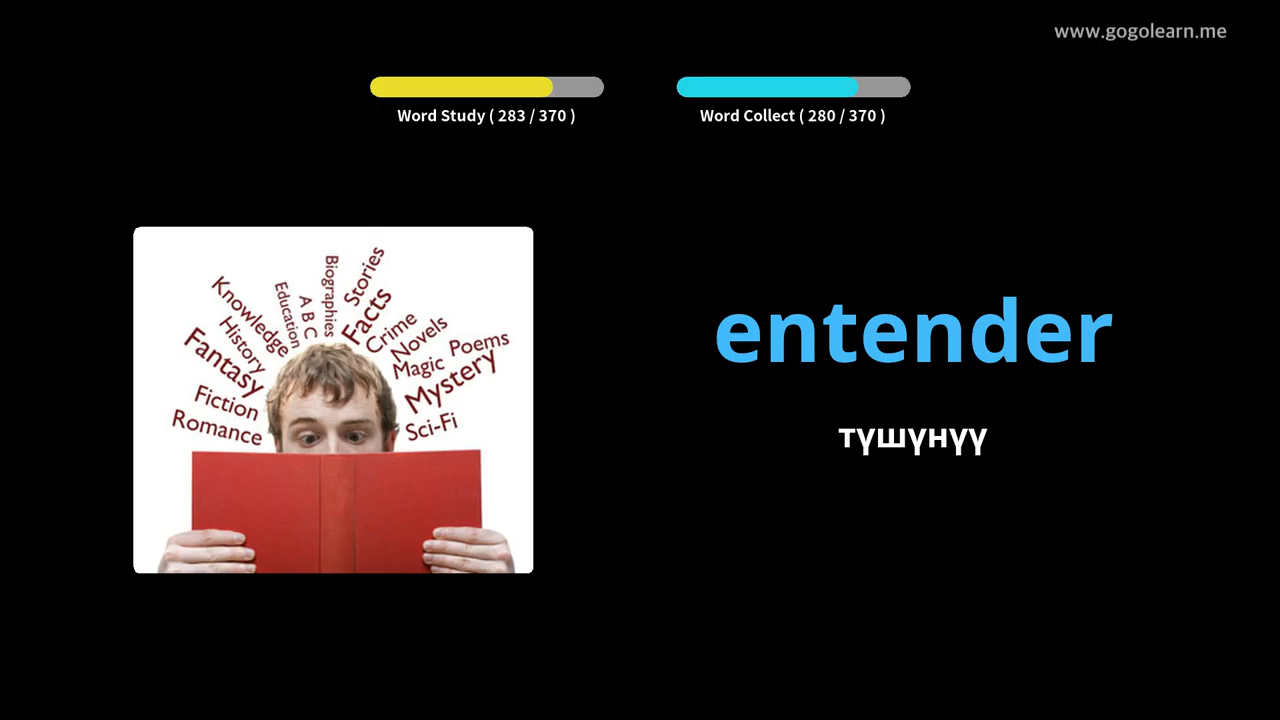 www.gogolearn.me
Word Study ( 283 / 370 )
Word Collect ( 280 / 370 )
Biographies
Stories
Education
A B C
Facts
Knowledge
Crime
History
Novels
Fantasy
Magic
Poems
Mystery
Fiction
Romance
Sci-Fi
entender
түшүнүү